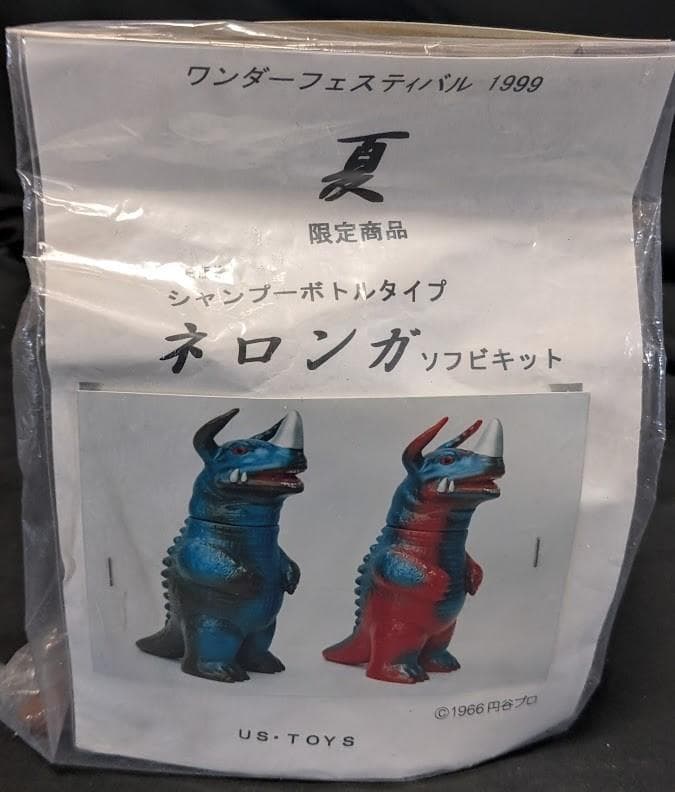 ワンダーフェスティバル 1999
夏
限定商品
シャンプーボトルタイプ
ネロンガ ソフビキット
©1966 円谷プロ
US・TOYS